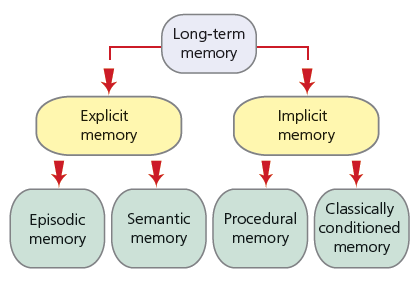 Long-term
memory
Explicit
memory
Implicit
memory
Episodic
memory
Semantic
memory
Procedural
memory
Classically
conditioned
memory